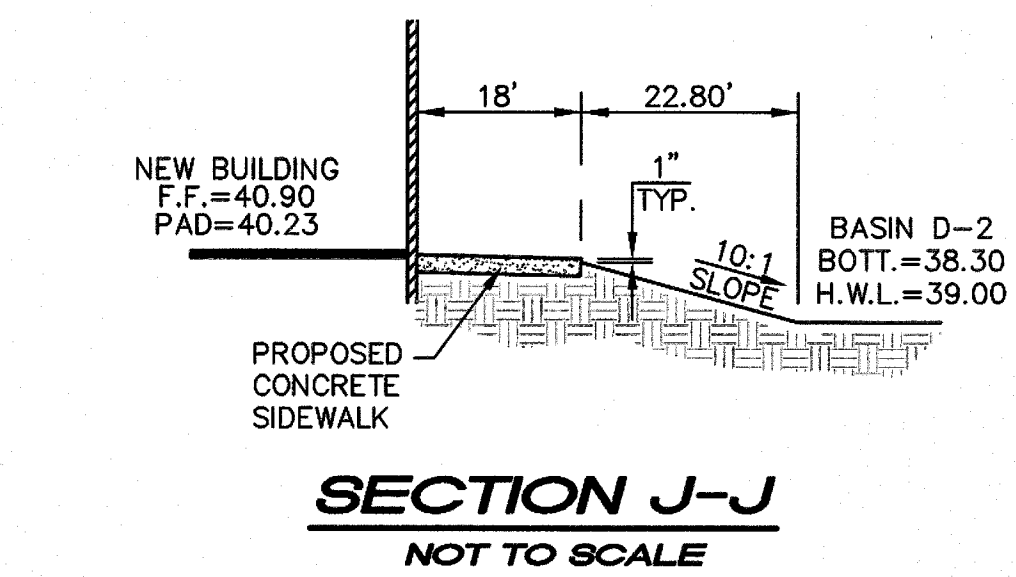 18'
22.80'
1"
TYP.
NEW BUILDING
F.F.=40.90
PAD=40.23
10:1
SLOPE
BASIN D-2
BOTT.=38.30
H.W.L.=39.00
PROPOSED
CONCRETE
SIDEWALK
SECTION J-J
NOT TO SCALE